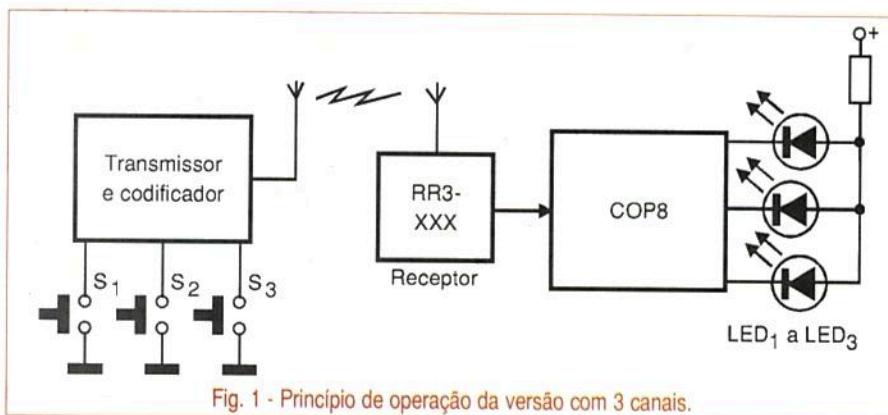 Transmissor
e codificador
S1
S2
S3
RR3-
XXX
Receptor
COP8
+
LED1 a LED3
Fig. 1 - Princípio de operação da versão com 3 canais.